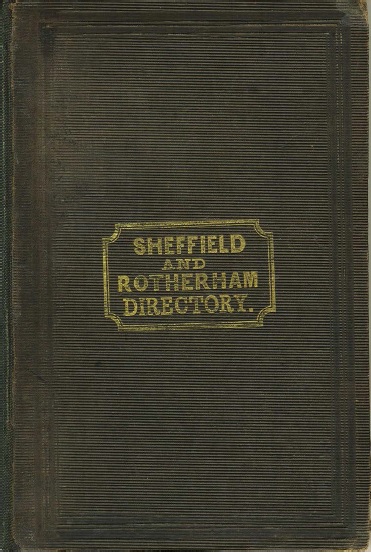 SHEFFIELD
AND
ROTHERHAM
DIRECTORY.